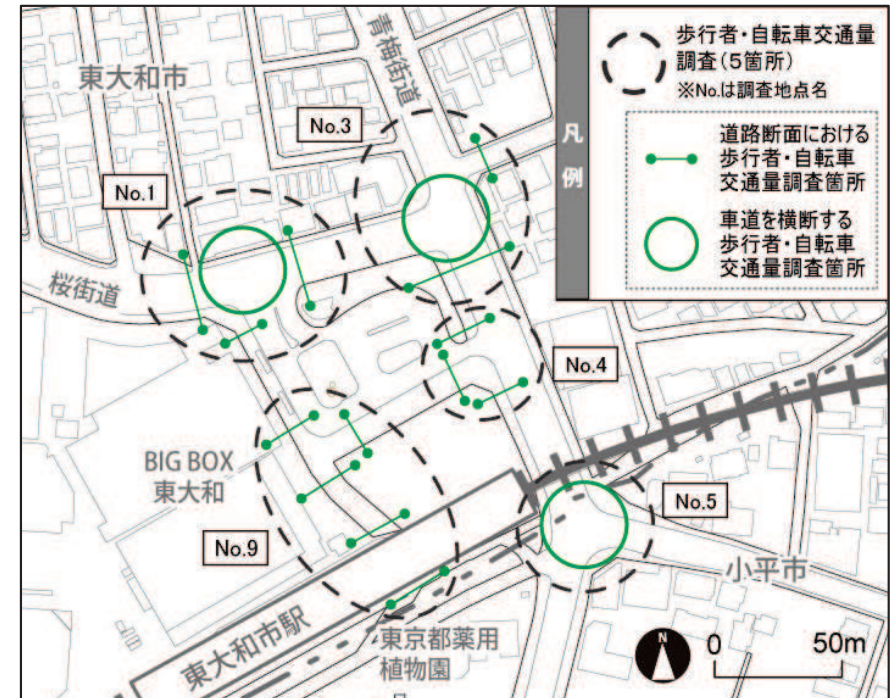 東大和市
青梅街道
No.3
No.1
桜街道
No.4
BIG BOX
東大和
No.9
No.5
小平市
東大和市駅
東京都薬用
植物園
N
0
50m
凡
例
歩行者・自転車交通量
調査(5箇所)
※No.は調査地点名
道路断面における
歩行者・自転車
交通量調査箇所
車道を横断する
歩行者・自転車
交通量調査箇所